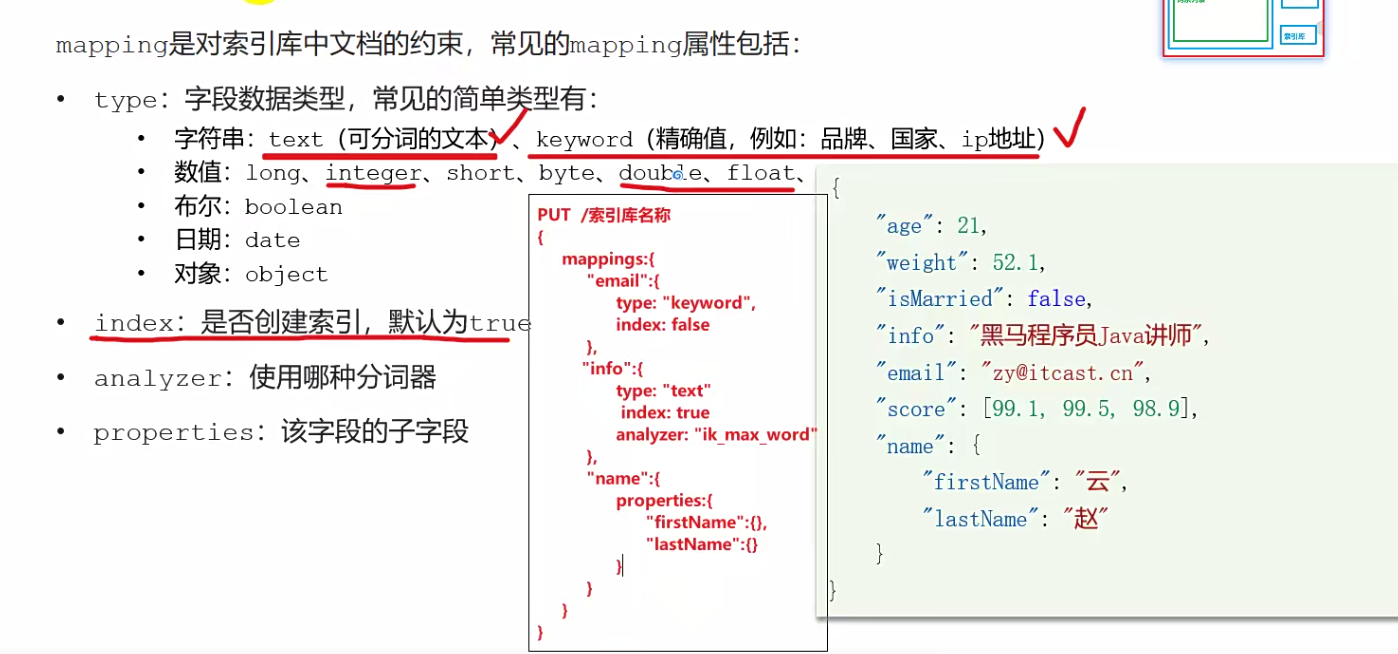 mapping是对索引库中文档的约束，常见的mapping属性包括：
• type：字段数据类型，常见的简单类型有：
• 字符串：text（可分词的文本）、keyword（精确值，例如：品牌、国家、ip地址）
• 数值：long、integer、short、byte、double、float、
• 布尔：boolean
• 日期：date
• 对象：object
• index：是否创建索引，默认为true
• analyzer：使用哪种分词器
• properties：该字段的子字段
PUT /索引库名称
{
mappings:{
"email":{
type: "keyword",
index: false
},
"info":{
type: "text"
index: true
analyzer: "ik_max_word"
},
"name":{
properties:{
"firstName":{},
"lastName":{}
}
}
}
}
{
"age": 21,
"weight": 52.1,
"isMarried": false,
"info": "黑马程序员Java讲师",
"email": "zy@itcast.cn",
"score": [99.1, 99.5, 98.9],
"name": {
"firstName": "云",
"lastName": "赵"
}
}
索引库